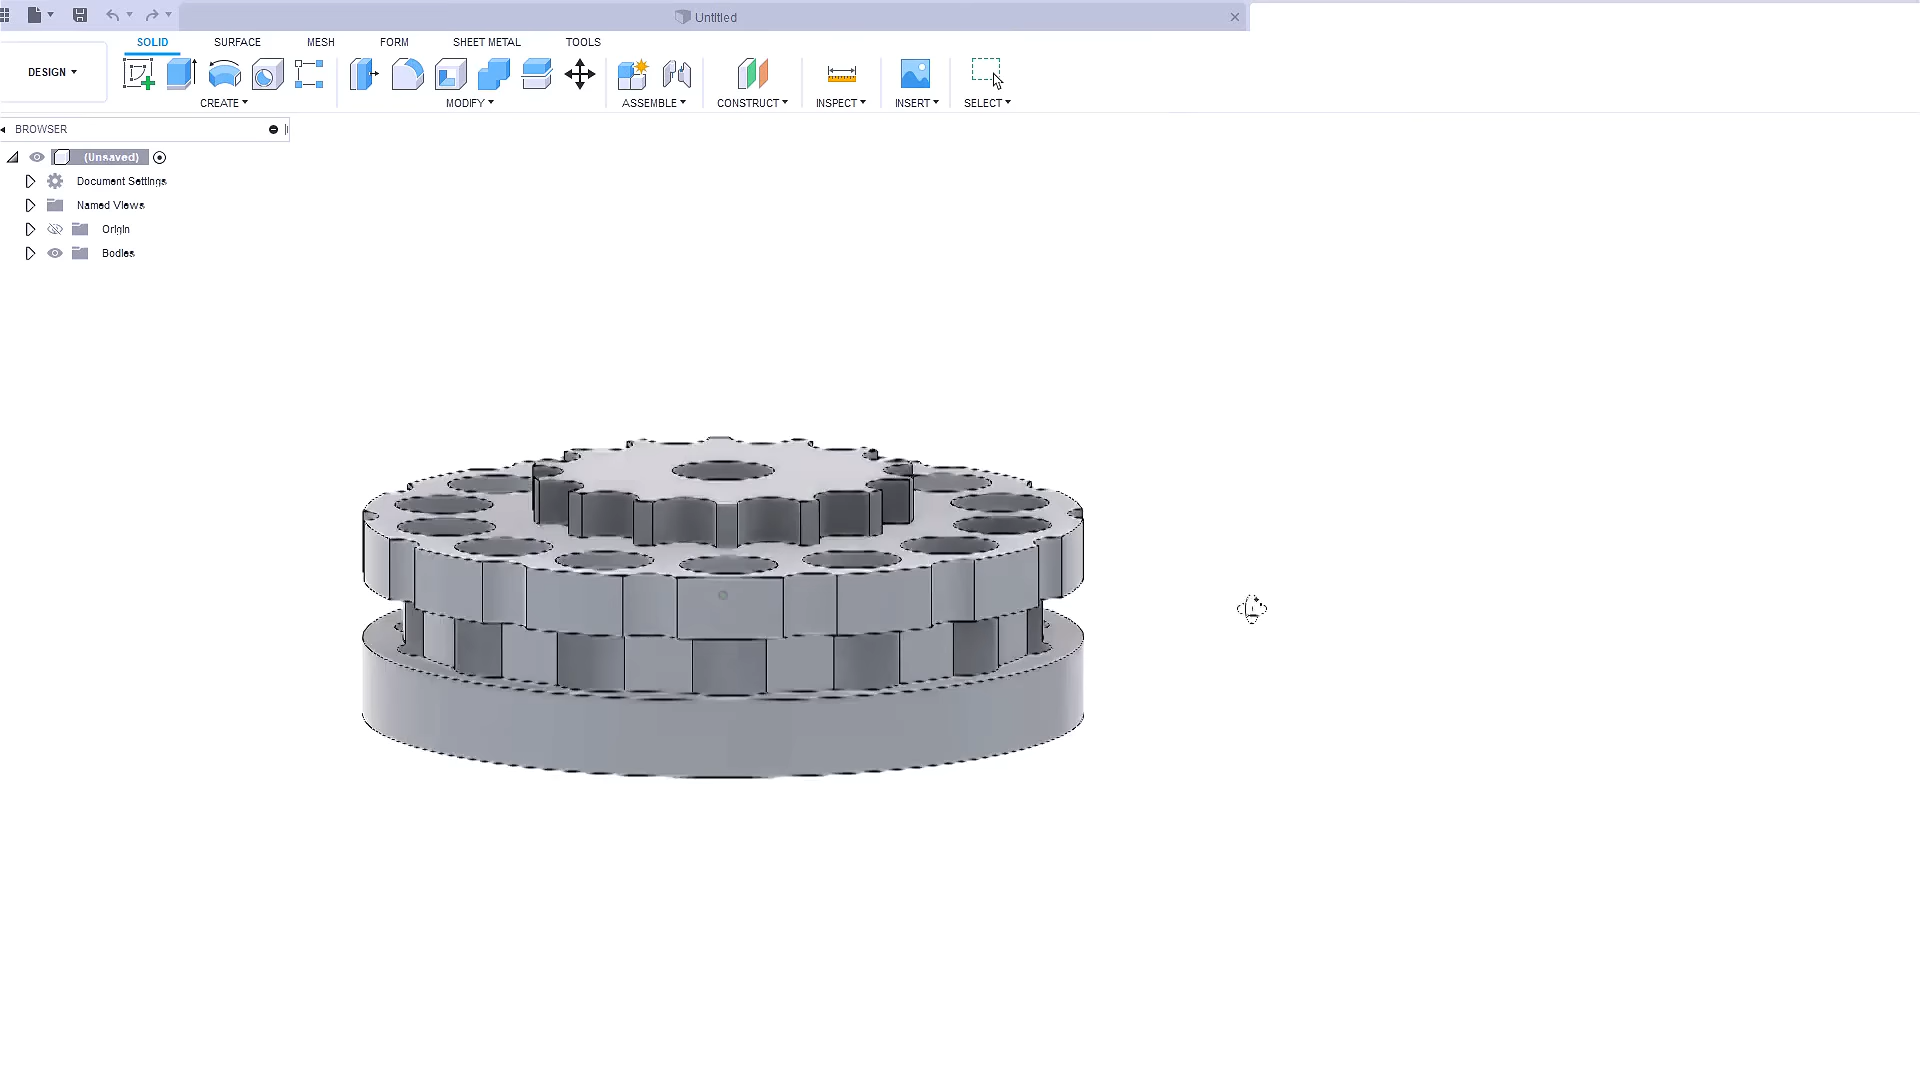 Untitled
SOLID SURFACE MESH FORM SHEET METAL TOOLS
DESIGN
CREATE MODIFY ASSEMBLE CONSTRUCT INSPECT INSERT SELECT
BROWSER
(Unsaved)
Document Settings
Named Views
Origin
Bodies